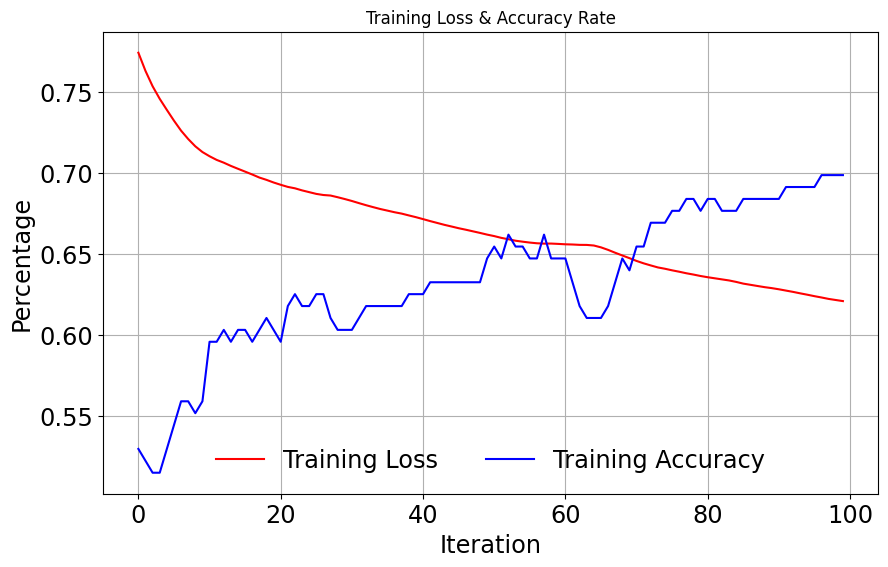 Training Loss & Accuracy Rate
0.75
0.70
0.65
0.60
0.55
Percentage
Training Loss
Training Accuracy
0
20
40
60
80
100
Iteration